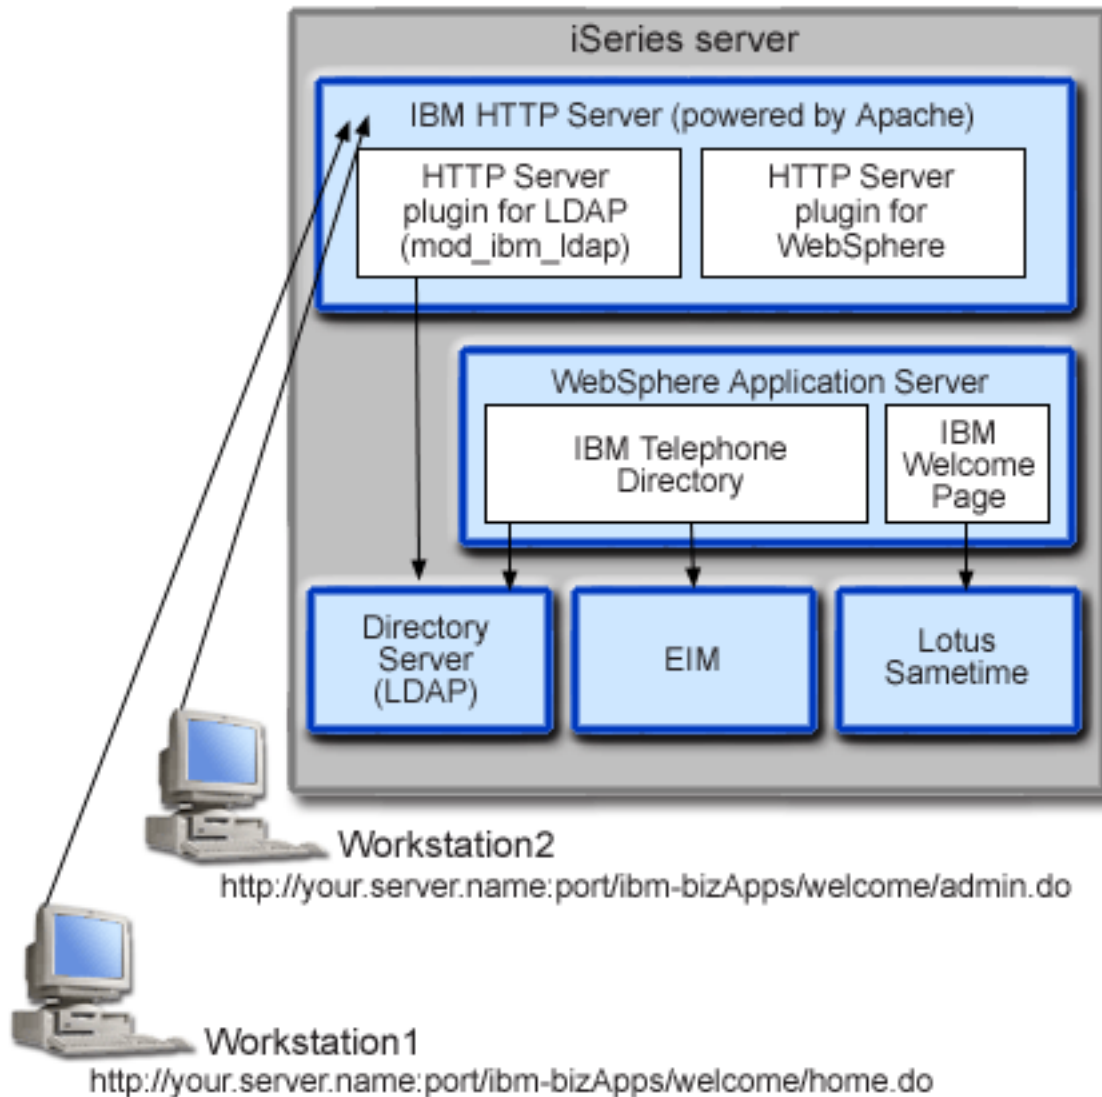 iSeries server
IBM HTTP Server (powered by Apache)
HTTP Server
plugin for LDAP
(mod_ibm_ldap)
HTTP Server
plugin for
WebSphere
WebSphere Application Server
IBM Telephone
Directory
IBM
Welcome
Page
Directory
Server
(LDAP)
EIM
Lotus
Sametime
Workstation2
http://your.server.name:port/ibm-bizApps/welcome/admin.do
Workstation1
http://your.server.name:port/ibm-bizApps/welcome/home.do